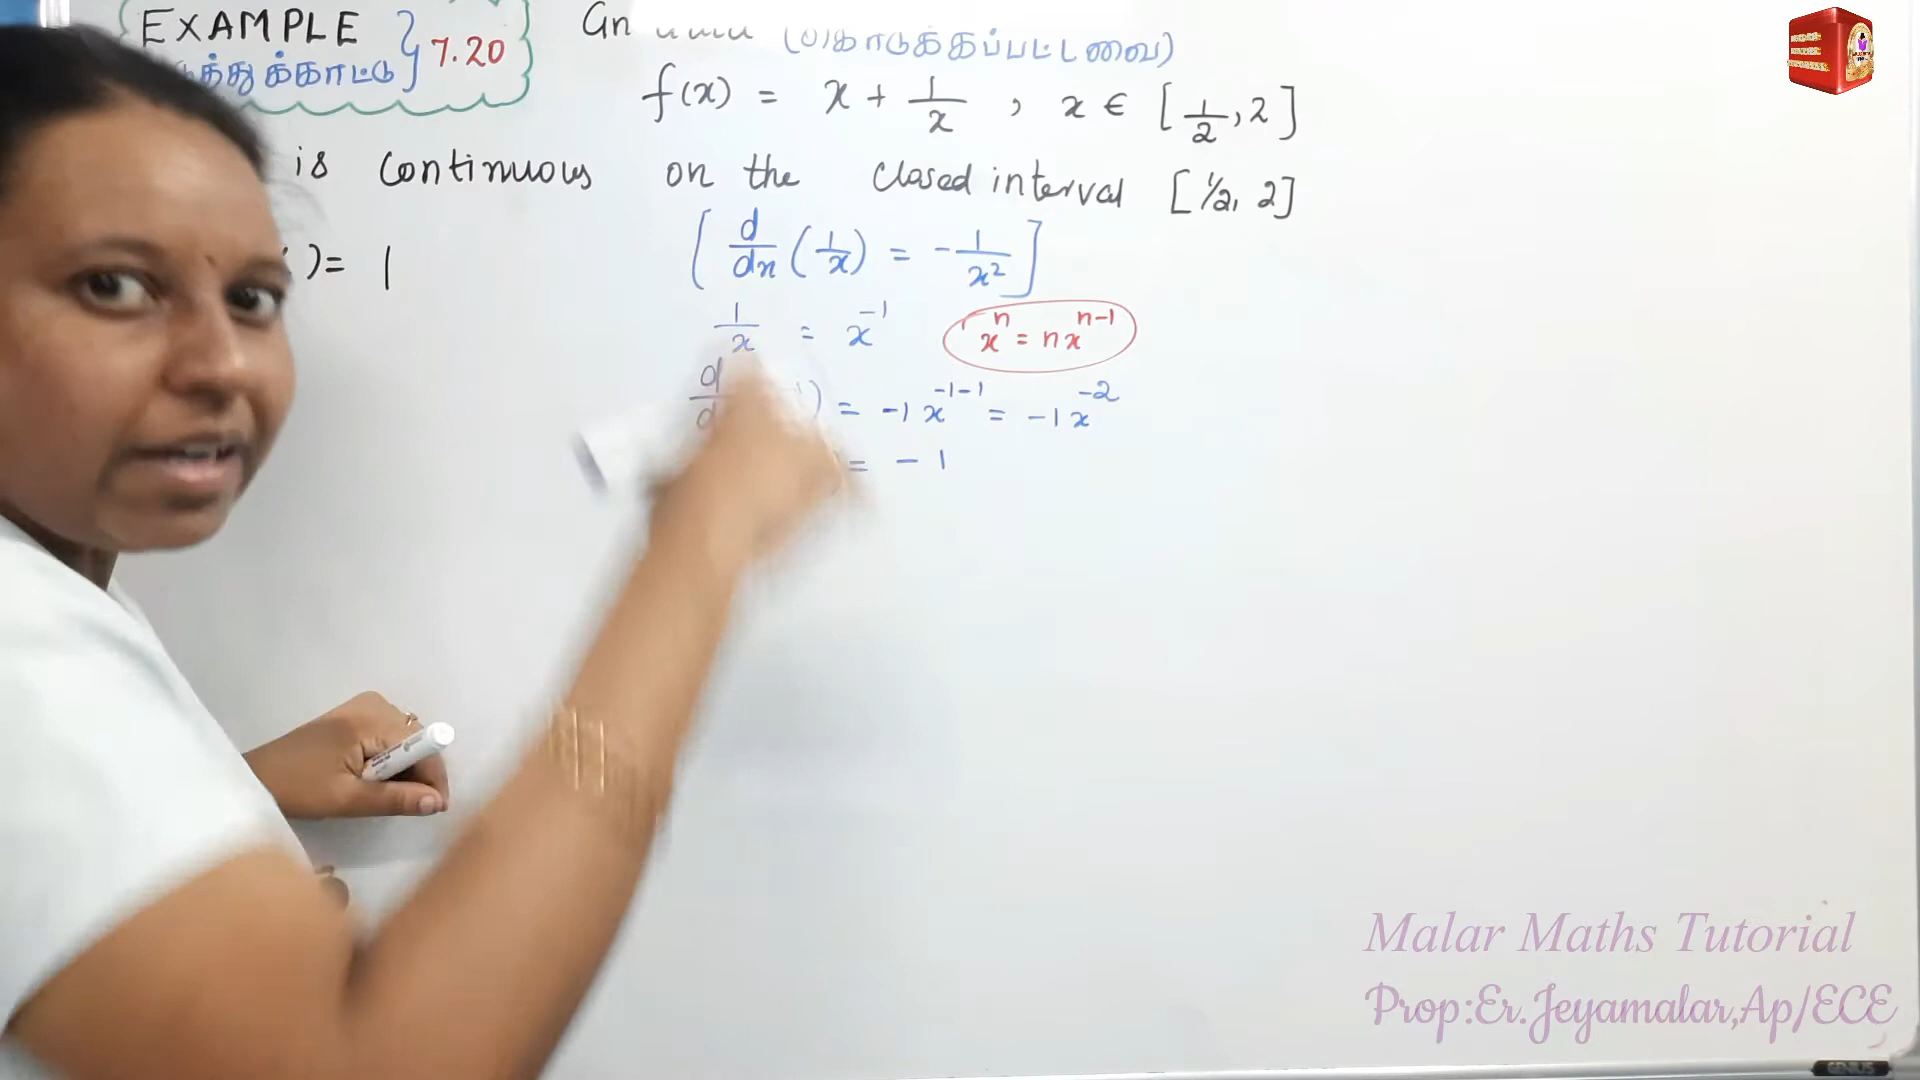 EXAMPLE } 7.20
Gn (கொடுக்கப்பட்டவை)
f(x) = x + 1/x , x ∈ [1/2, 2]
is continuous on the closed interval [1/2, 2]
) = 1
[d/dx (1/x) = - 1/x²]
1/x = x⁻¹
xⁿ = nxⁿ⁻¹
) = -1 x⁻¹⁻¹ = -1 x⁻²
= - 1
Malar Maths Tutorial
Prop:Er.Jeyamalar,Ap/ECE
GENIUS